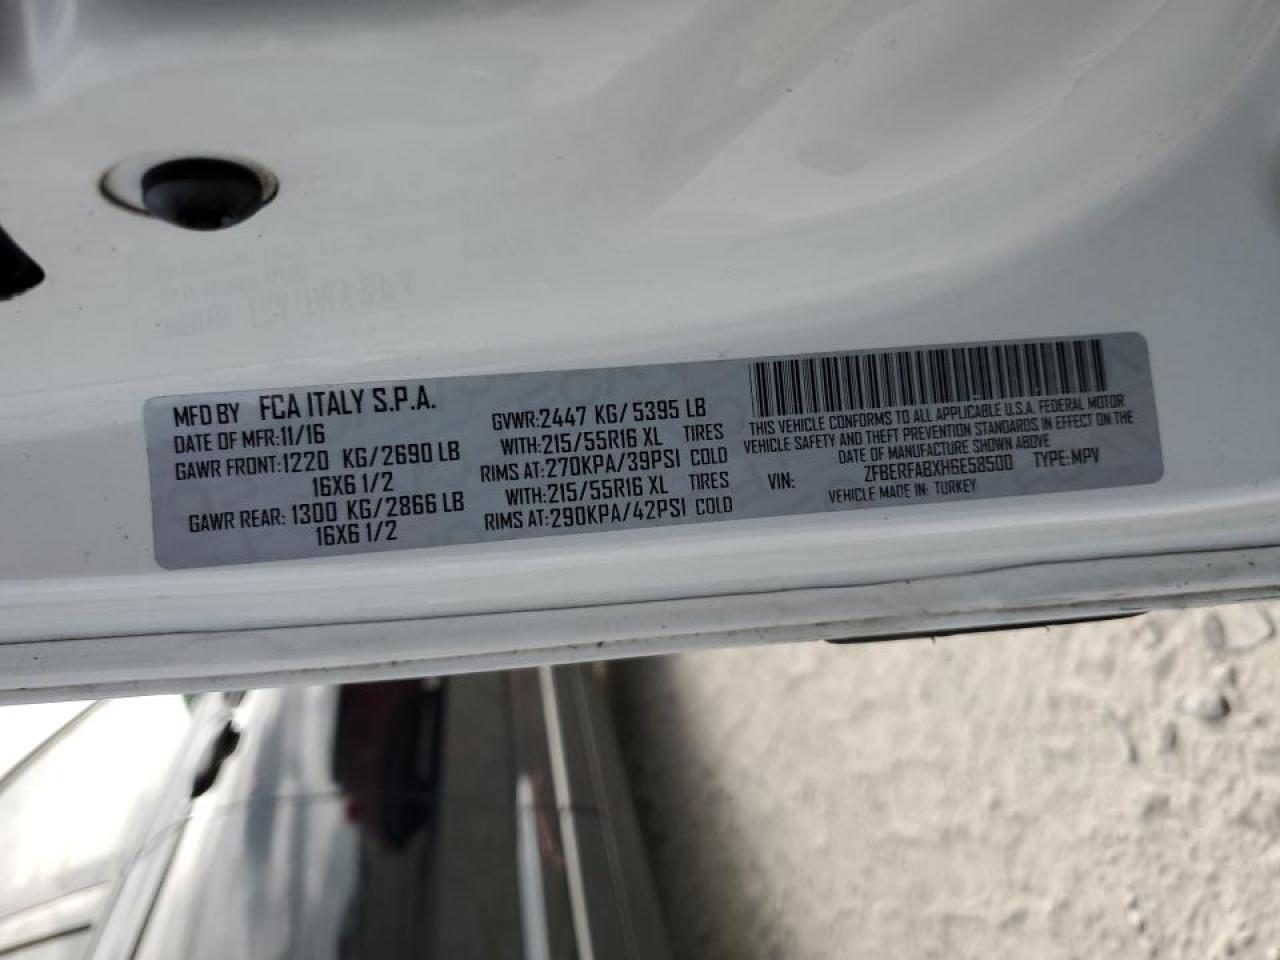 MFD BY FCA ITALY S.P.A.
DATE OF MFR:11/16
GAWR FRONT:1220 KG/2690 LB
16X6 1/2
GAWR REAR: 1300 KG/2866 LB
16X6 1/2
GVWR:2447 KG/5395 LB
WITH:215/55R16 XL TIRES
RIMS AT:270KPA/39PSI COLD
WITH:215/55R16 XL TIRES
RIMS AT:290KPA/42PSI COLD
THIS VEHICLE CONFORMS TO ALL APPLICABLE U.S.A. FEDERAL MOTOR
VEHICLE SAFETY AND THEFT PREVENTION STANDARDS IN EFFECT ON THE
DATE OF MANUFACTURE SHOWN ABOVE
VIN: ZFBERFABXH6E58500 TYPE:MPV
VEHICLE MADE IN: TURKEY